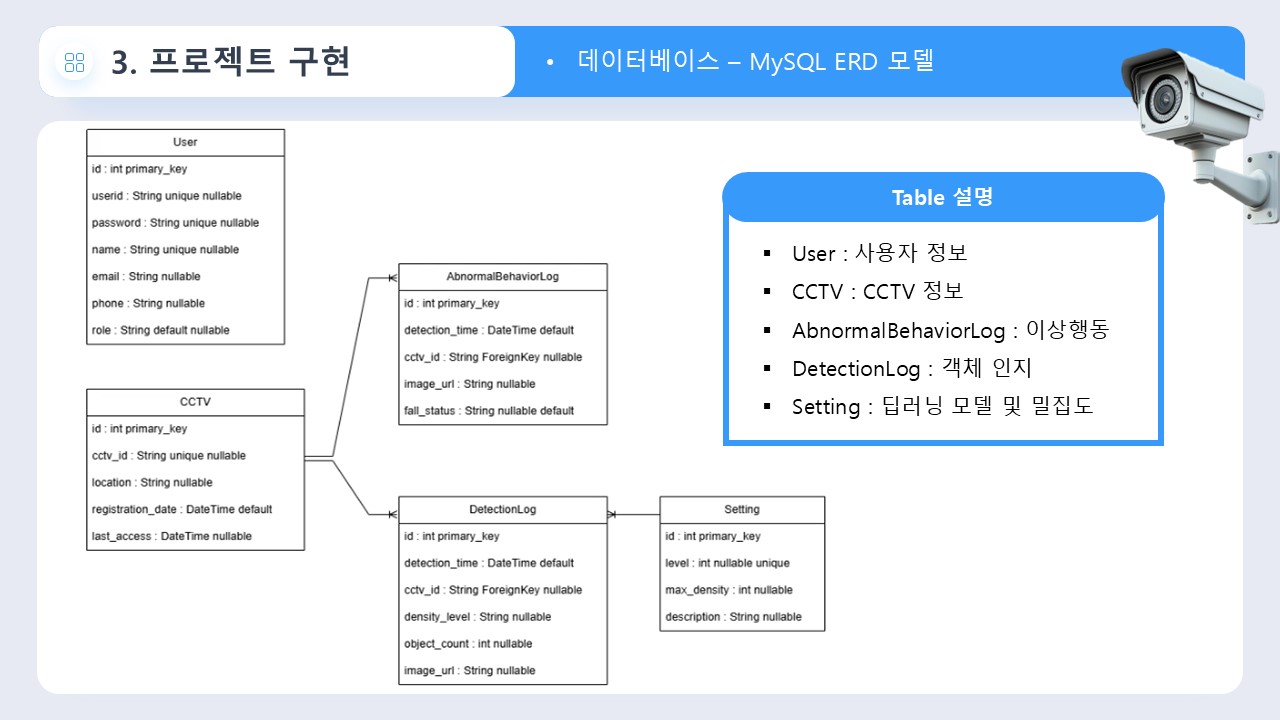 3. 프로젝트 구현
• 데이터베이스 – MySQL ERD 모델
User
id : int primary_key
userid : String unique nullable
password : String unique nullable
name : String unique nullable
email : String nullable
phone : String nullable
role : String default nullable
CCTV
id : int primary_key
cctv_id : String unique nullable
location : String nullable
registration_date : DateTime default
last_access : DateTime nullable
AbnormalBehaviorLog
id : int primary_key
detection_time : DateTime default
cctv_id : String ForeignKey nullable
image_url : String nullable
fall_status : String nullable default
DetectionLog
id : int primary_key
detection_time : DateTime default
cctv_id : String ForeignKey nullable
density_level : String nullable
object_count : int nullable
image_url : String nullable
Setting
id : int primary_key
level : int nullable unique
max_density : int nullable
description : String nullable
Table 설명
▪ User : 사용자 정보
▪ CCTV : CCTV 정보
▪ AbnormalBehaviorLog : 이상행동
▪ DetectionLog : 객체 인지
▪ Setting : 딥러닝 모델 및 밀집도